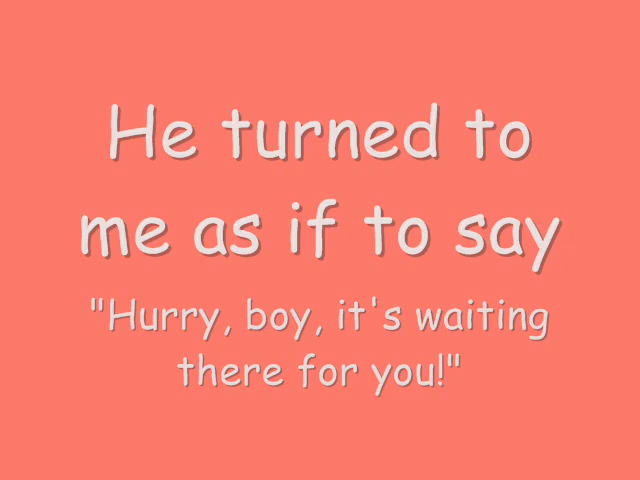 He turned to
me as if to say
"Hurry, boy, it's waiting
there for you!"